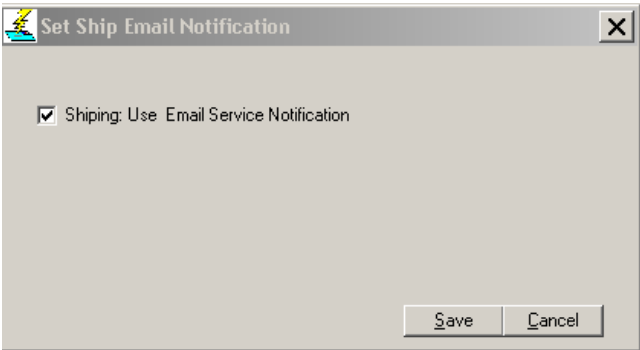 Set Ship Email Notification
Shiping: Use Email Service Notification
Save Cancel